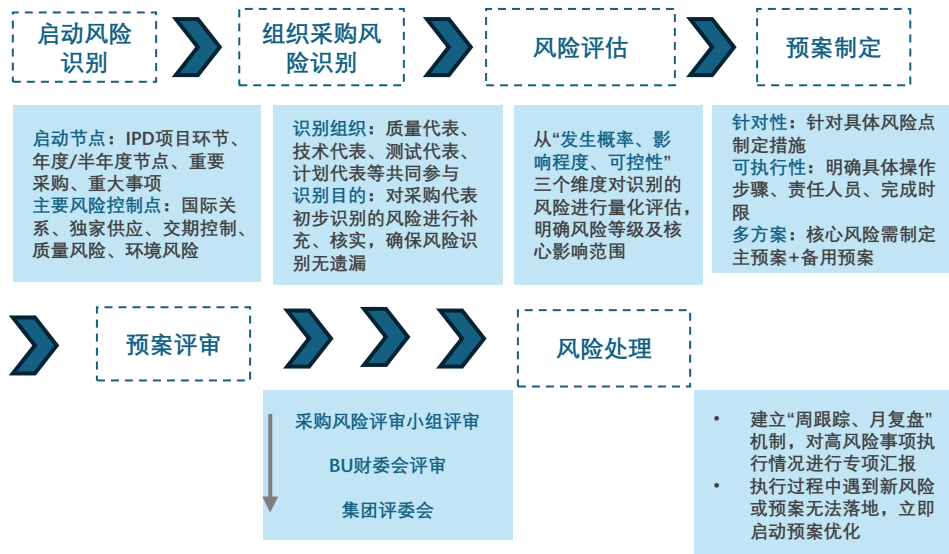 启动风险
识别
组织采购风
险识别
风险评估
预案制定
启动节点：IPD项目环节、
年度/半年度节点、重要
采购、重大事项
主要风险控制点：国际关
系、独家供应、交期控制、
质量风险、环境风险
识别组织：质量代表、
技术代表、测试代表、
计划代表等共同参与
识别目的：对采购代表
初步识别的风险进行补
充、核实，确保风险识
别无遗漏
从“发生概率、影
响程度、可控性”
三个维度对识别的
风险进行量化评估，
明确风险等级及核
心影响范围
针对性：针对具体风险点
制定措施
可执行性：明确具体操作
步骤、责任人员、完成时
限
多方案：核心风险需制定
主预案+备用预案
预案评审
风险处理
采购风险评审小组评审
BU财委会评审
集团评委会
• 建立“周跟踪、月复盘”
机制，对高风险事项执
行情况进行专项汇报
• 执行过程中遇到新风险
或预案无法落地，立即
启动预案优化